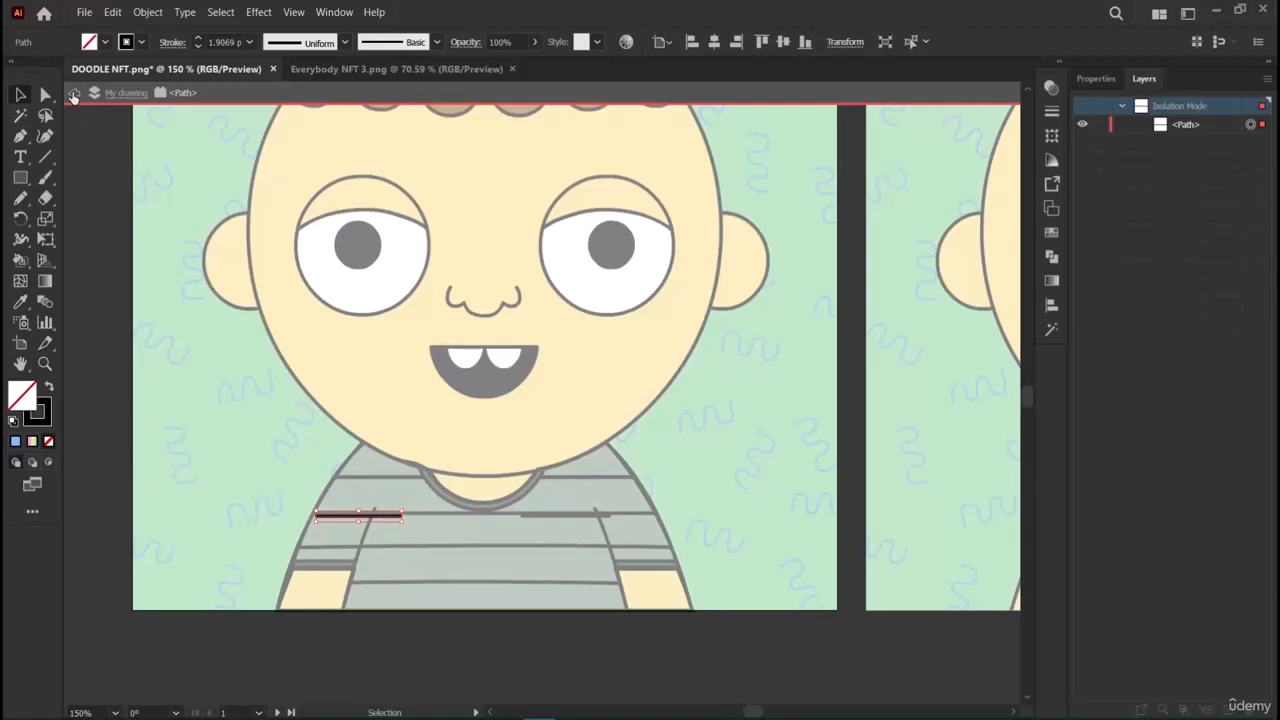 Ai File Edit Object Type Select Effect View Window Help
Path Stroke: 1.9069 p Uniform Basic Opacity: 100% Style: Transform
DOODLE NFT.png* @ 150 % (RGB/Preview) × Everybody NFT 3.png @ 70.59 % (RGB/Preview) ×
Properties Layers
My drawing <Path>
Isolation Mode
<Path>
150% 0° 1 Selection
ûdemy